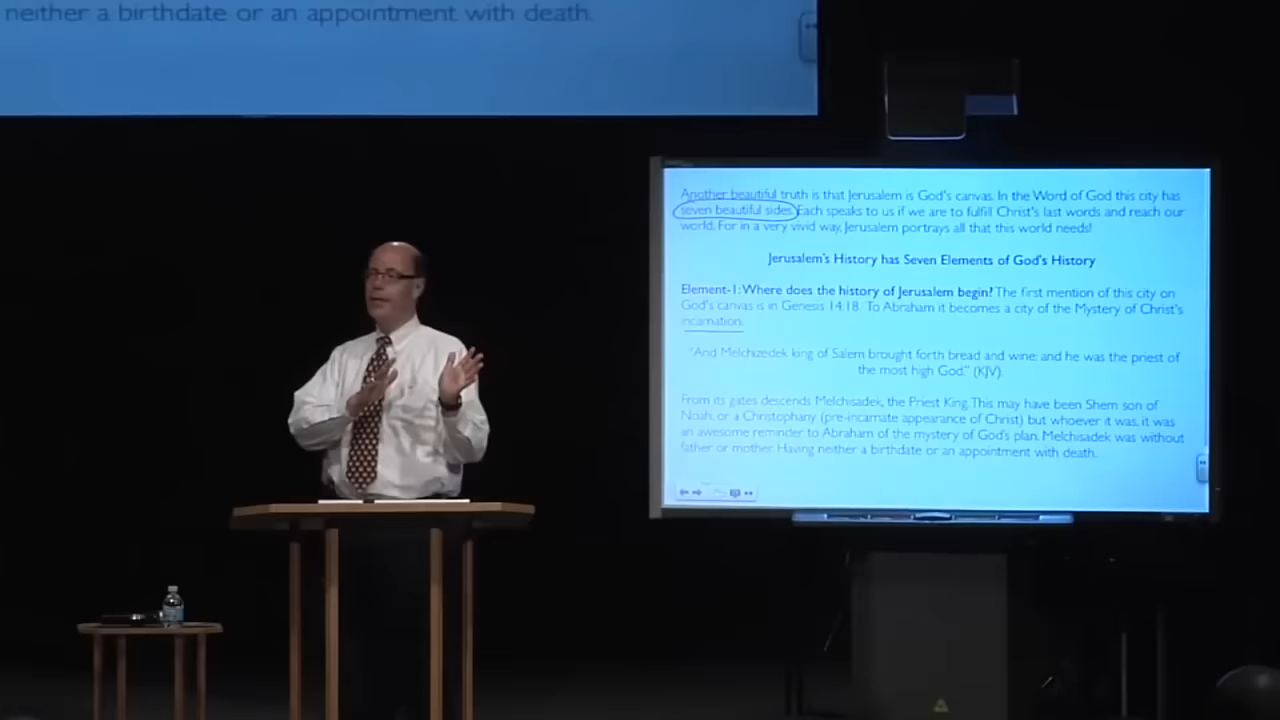 neither a birthdate or an appointment with death.
Another beautiful truth is that Jerusalem is God's canvas. In the Word of God this city has
seven beautiful sides. Each speaks to us if we are to fulfill Christ's last words and reach our
world. For in a very vivid way, Jerusalem portrays all that this world needs!
Jerusalem's History has Seven Elements of God's History
Element-1: Where does the history of Jerusalem begin? The first mention of this city on
God's canvas is in Genesis 14:18. To Abraham it becomes a city of the Mystery of Christ's
incarnation.
"And Melchizedek king of Salem brought forth bread and wine: and he was the priest of
the most high God." (KJV).
From its gates descends Melchisadek, the Priest King. This may have been Shem son of
Noah, or a Christophany (pre-incarnate appearance of Christ) but whoever it was, it was
an awesome reminder to Abraham of the mystery of God's plan. Melchisadek was without
father or mother. Having neither a birthdate or an appointment with death.